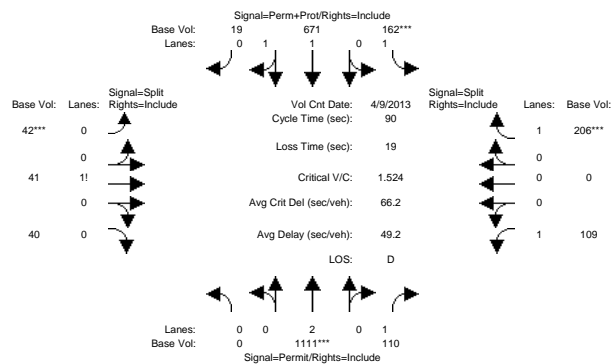 Signal=Perm+Prot/Rights=Include
Base Vol: 19 671 162***
Lanes: 0 1 1 0 1
Signal=Split
Base Vol: Lanes: Rights=Include
Vol Cnt Date: 4/9/2013
Signal=Split
Rights=Include Lanes: Base Vol:
Cycle Time (sec): 90
42*** 0
1 206***
Loss Time (sec): 19
0
0
41 1!
Critical V/C: 1.524
0 0
0
Avg Crit Del (sec/veh): 66.2
0
40 0
Avg Delay (sec/veh): 49.2
1 109
LOS: D
Lanes: 0 0 2 0 1
Base Vol: 0 1111*** 110
Signal=Permit/Rights=Include